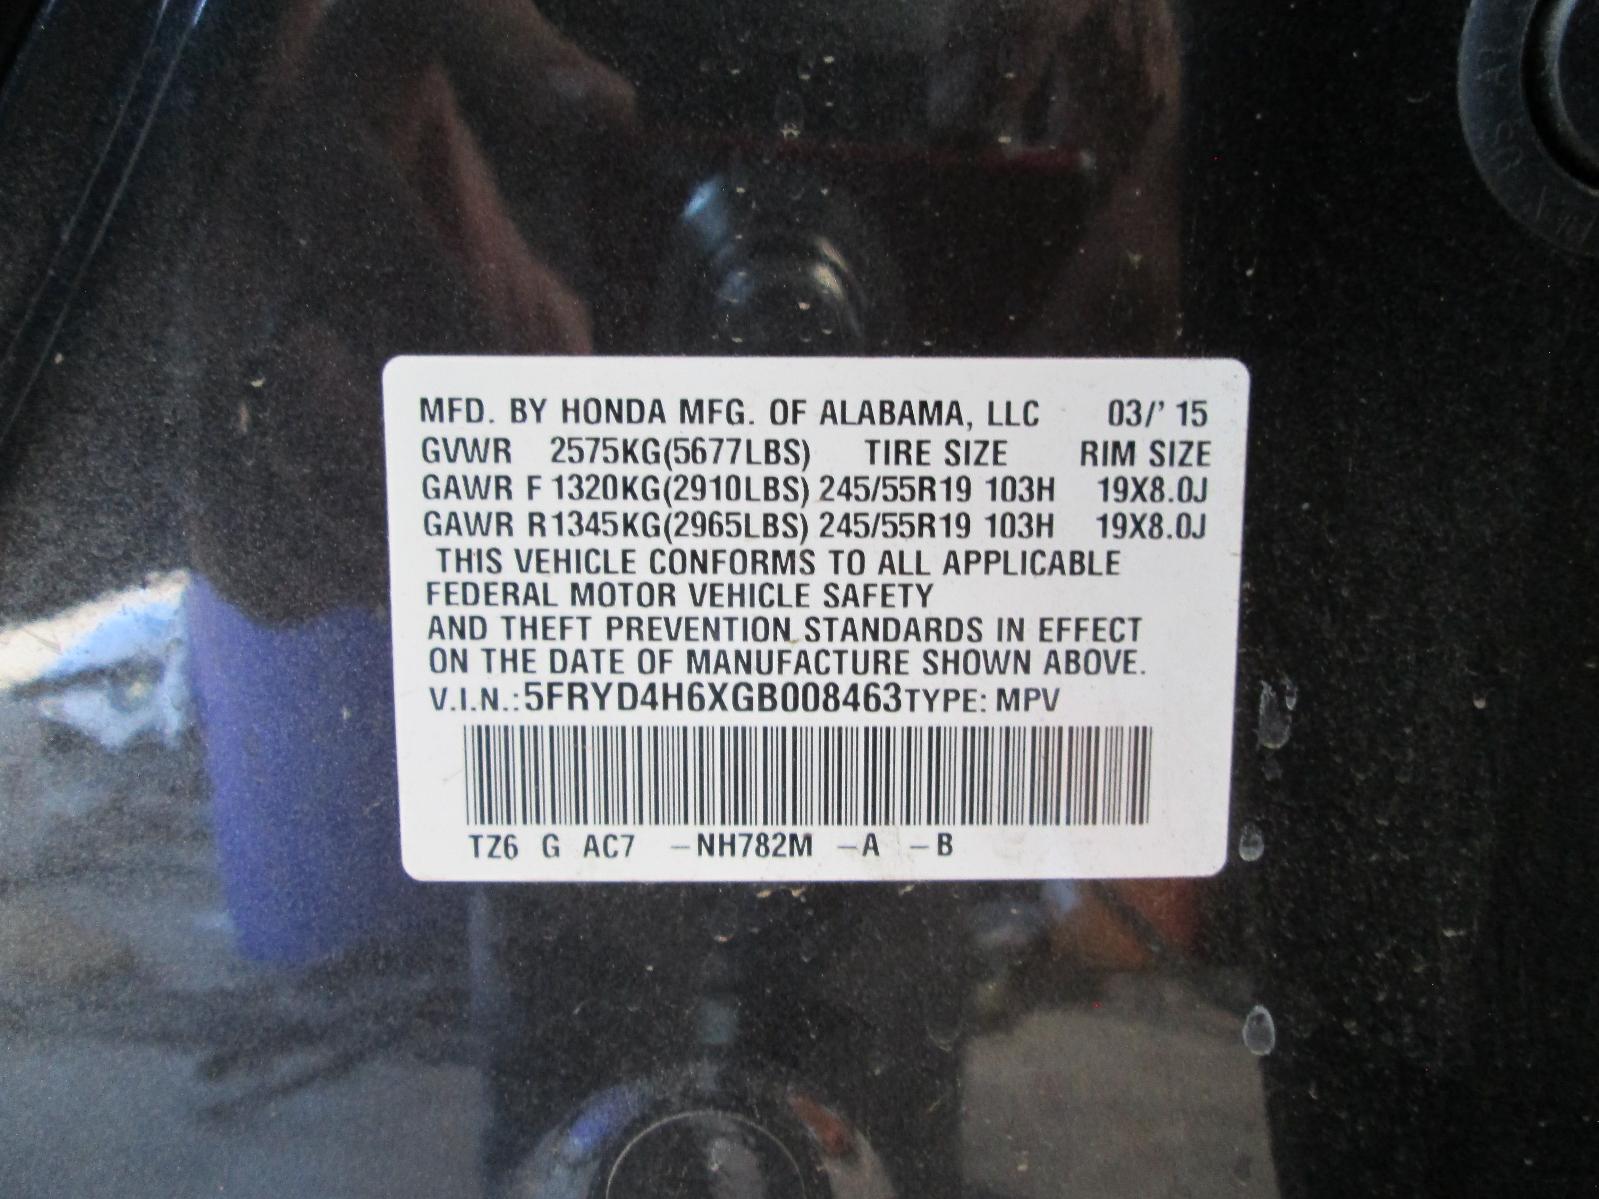 MFD. BY HONDA MFG. OF ALABAMA, LLC 03/' 15
GVWR 2575KG(5677LBS) TIRE SIZE RIM SIZE
GAWR F 1320KG(2910LBS) 245/55R19 103H 19X8.0J
GAWR R1345KG(2965LBS) 245/55R19 103H 19X8.0J
THIS VEHICLE CONFORMS TO ALL APPLICABLE
FEDERAL MOTOR VEHICLE SAFETY
AND THEFT PREVENTION STANDARDS IN EFFECT
ON THE DATE OF MANUFACTURE SHOWN ABOVE.
V.I.N.:5FRYD4H6XGB008463TYPE: MPV
TZ6 G AC7 -NH782M -A -B